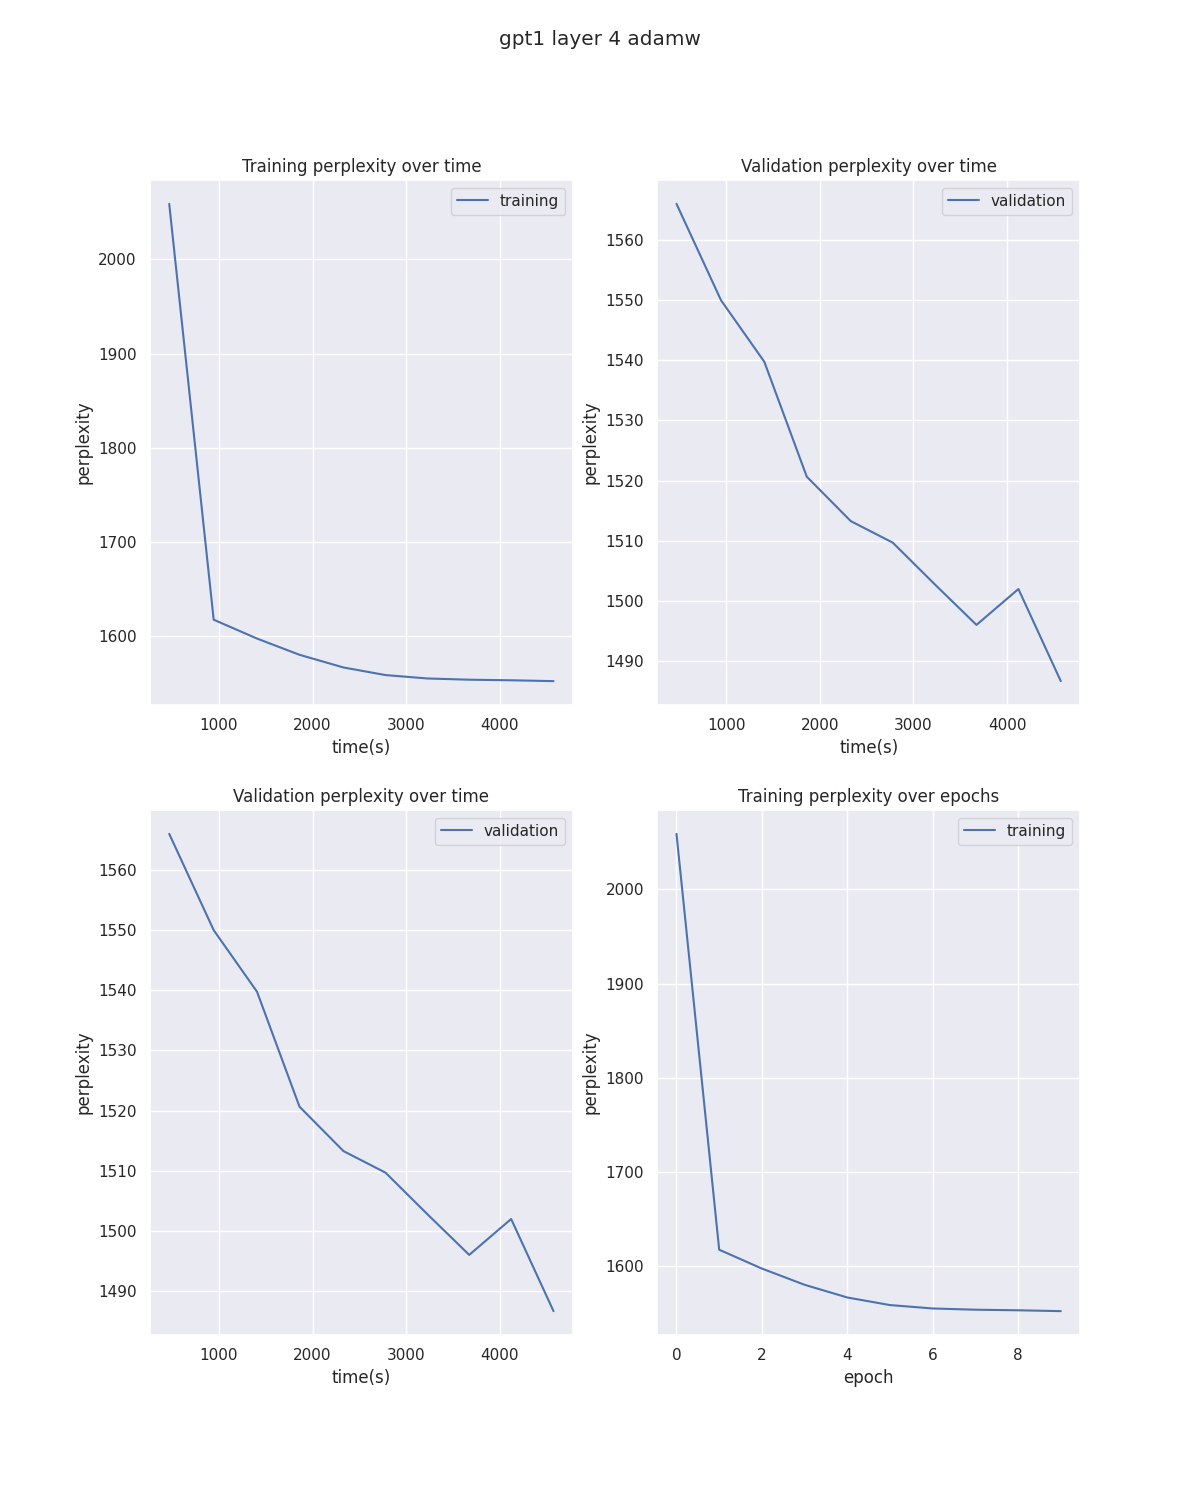 gpt1 layer 4 adamw
Training perplexity over time
training
2000
1900
1800
1700
1600
perplexity
1000 2000 3000 4000
time(s)
Validation perplexity over time
validation
1560
1550
1540
1530
1520
1510
1500
1490
perplexity
1000 2000 3000 4000
time(s)
Validation perplexity over time
validation
1560
1550
1540
1530
1520
1510
1500
1490
perplexity
1000 2000 3000 4000
time(s)
Training perplexity over epochs
training
2000
1900
1800
1700
1600
perplexity
0 2 4 6 8
epoch